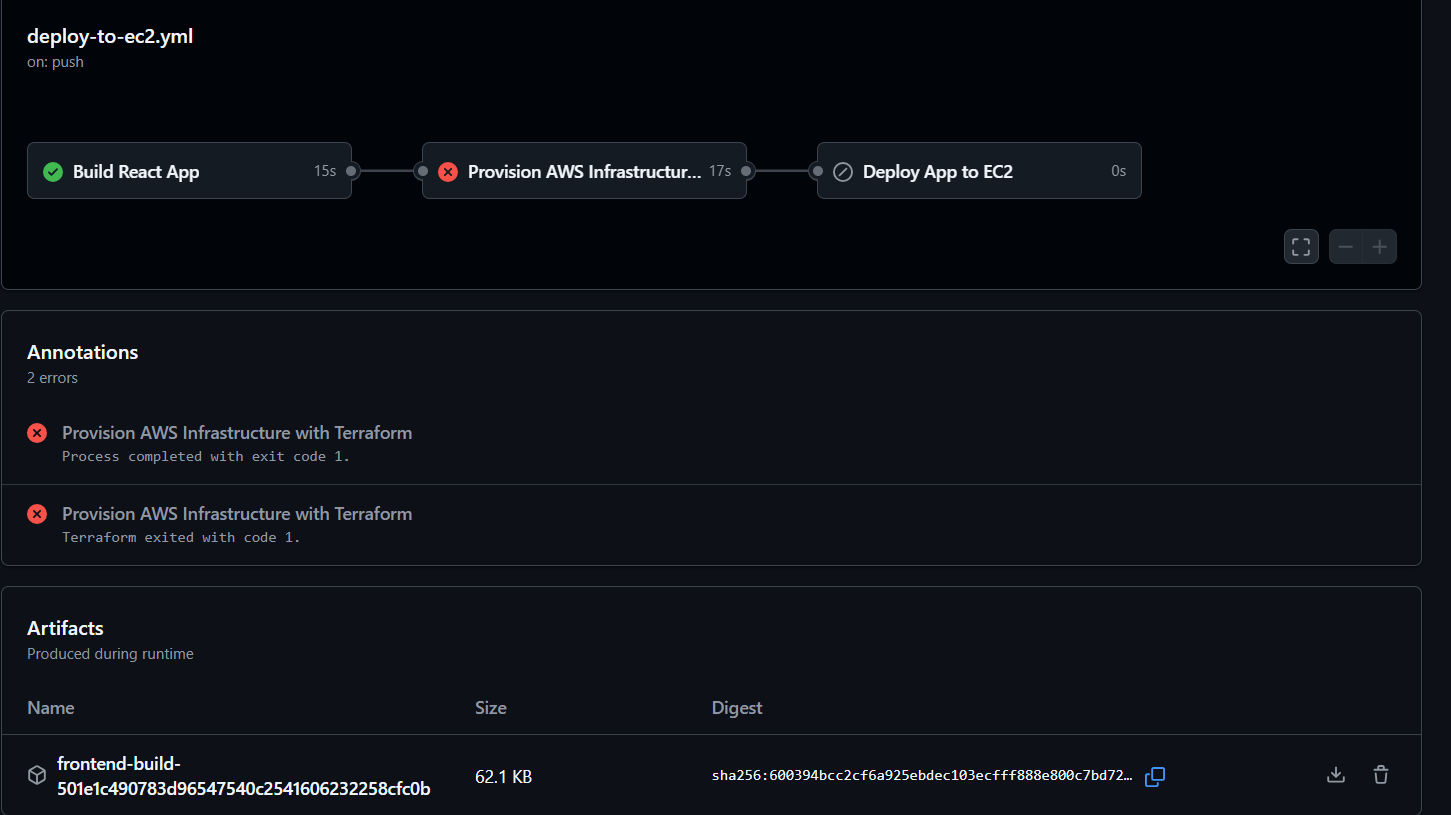 deploy-to-ec2.yml
on: push
Build React App 15s
Provision AWS Infrastructur... 17s
Deploy App to EC2 0s
Annotations
2 errors
Provision AWS Infrastructure with Terraform
Process completed with exit code 1.
Provision AWS Infrastructure with Terraform
Terraform exited with code 1.
Artifacts
Produced during runtime
Name Size Digest
frontend-build-
501e1c490783d96547540c2541606232258cfc0b
62.1 KB
sha256:600394bcc2cf6a925ebdec103ecfff888e800c7bd72…